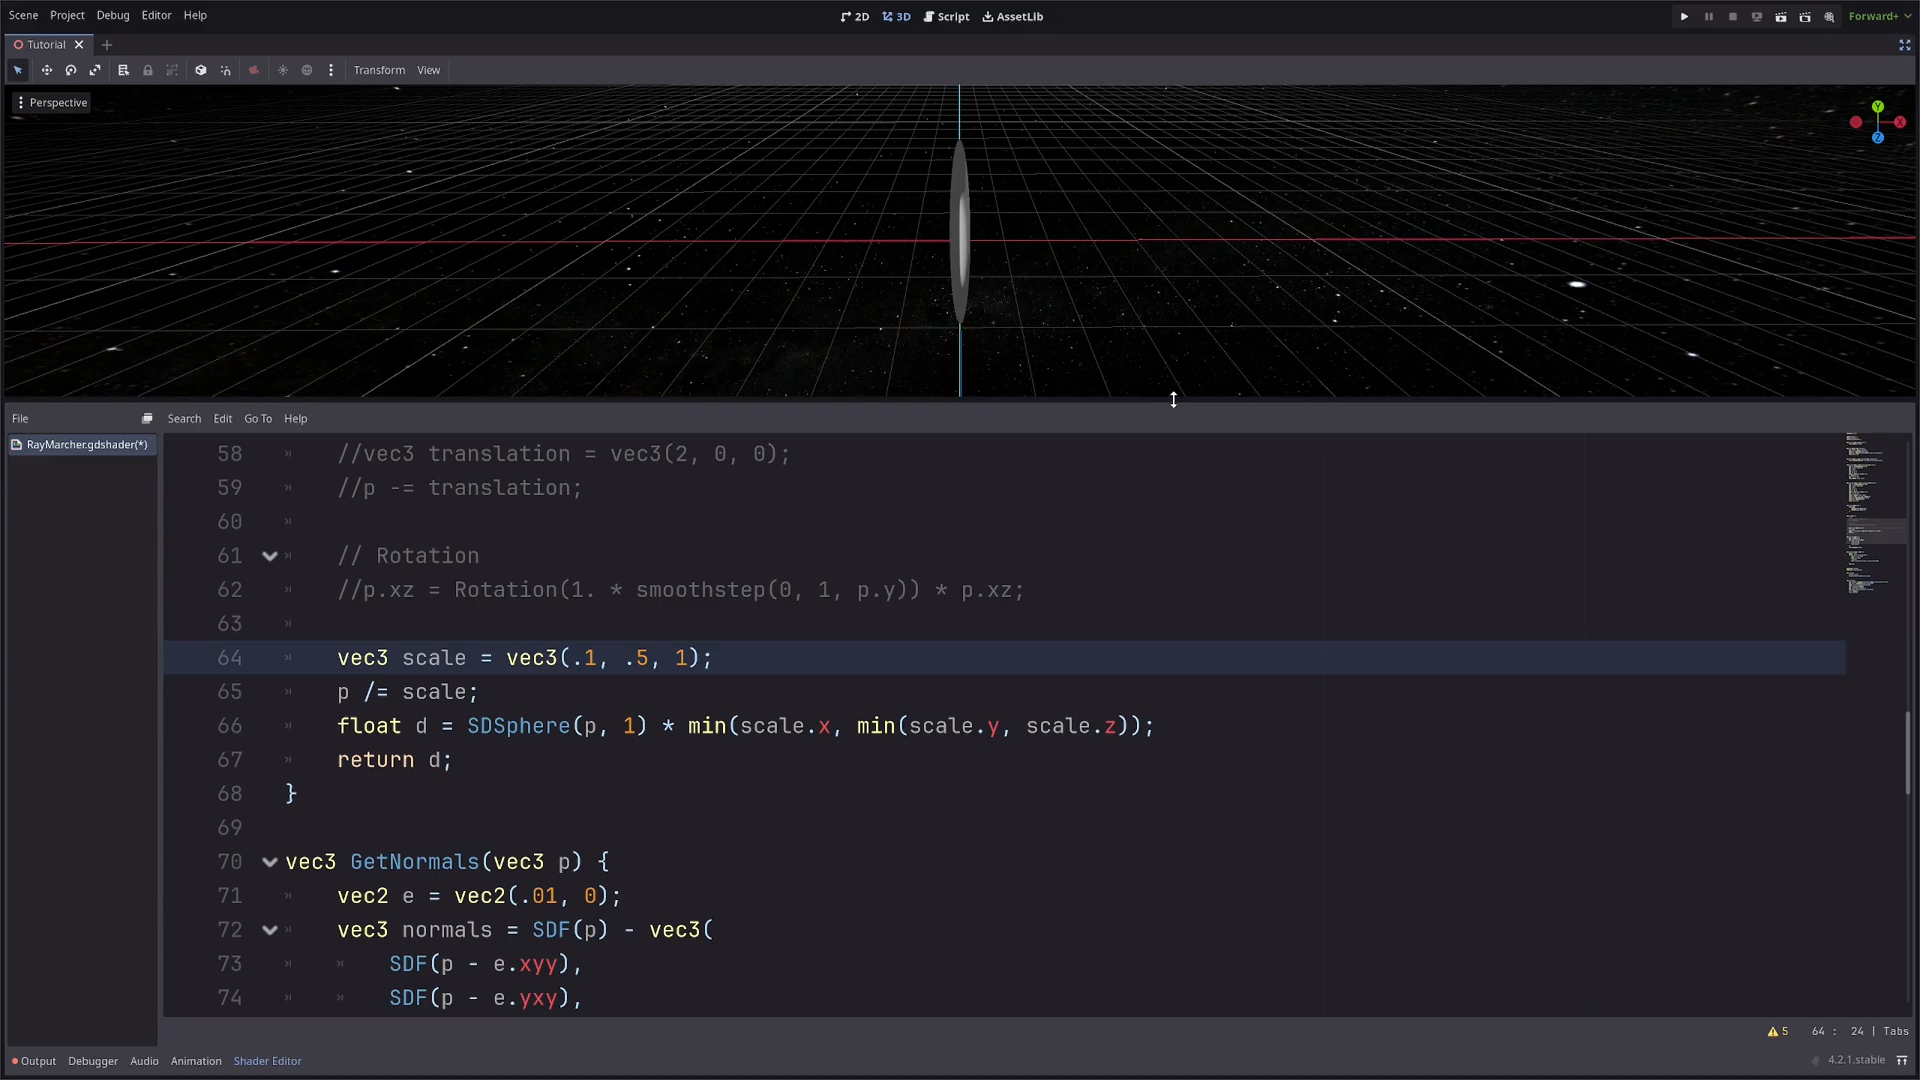 Scene Project Debug Editor Help
2D 3D Script AssetLib
Forward+
Tutorial
Transform View
Perspective
Y
X
Z
File
Search Edit Go To Help
RayMarcher.gdshader(*)
58 //vec3 translation = vec3(2, 0, 0);
59 //p -= translation;
60
61 // Rotation
62 //p.xz = Rotation(1. * smoothstep(0, 1, p.y)) * p.xz;
63
64 vec3 scale = vec3(.1, .5, 1);
65 p /= scale;
66 float d = SDSphere(p, 1) * min(scale.x, min(scale.y, scale.z));
67 return d;
68 }
69
70 vec3 GetNormals(vec3 p) {
71 vec2 e = vec2(.01, 0);
72 vec3 normals = SDF(p) - vec3(
73 SDF(p - e.xyy),
74 SDF(p - e.yxy),
5 64 : 24 | Tabs
Output Debugger Audio Animation Shader Editor
4.2.1.stable